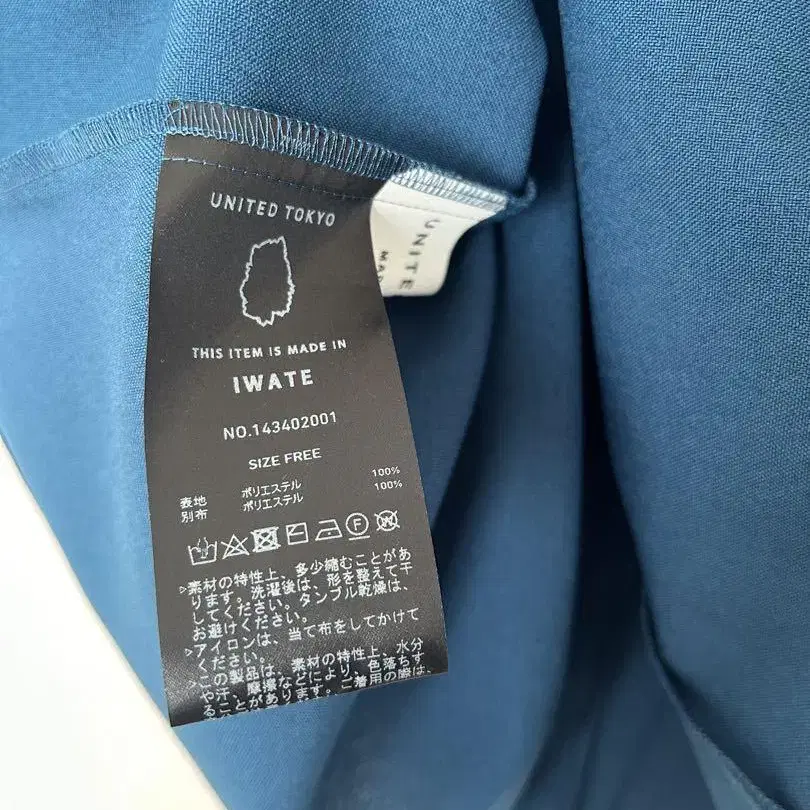 UNITED TOKYO
THIS ITEM IS MADE IN
IWATE
NO.143402001
SIZE FREE
表地 ポリエステル 100%
別布 ポリエステル 100%
▷素材の特性上、多少縮むことがあ
ります。洗濯後は、形を整えて干
してください。タンブル乾燥は、
お避けください。
▷アイロンは、当て布をしてかけて
ください。
▷この製品は、素材の特性上、水分
や汗、摩擦などにより、色落ちす
ることがあります。ご着用の際は、
UNITE
MA